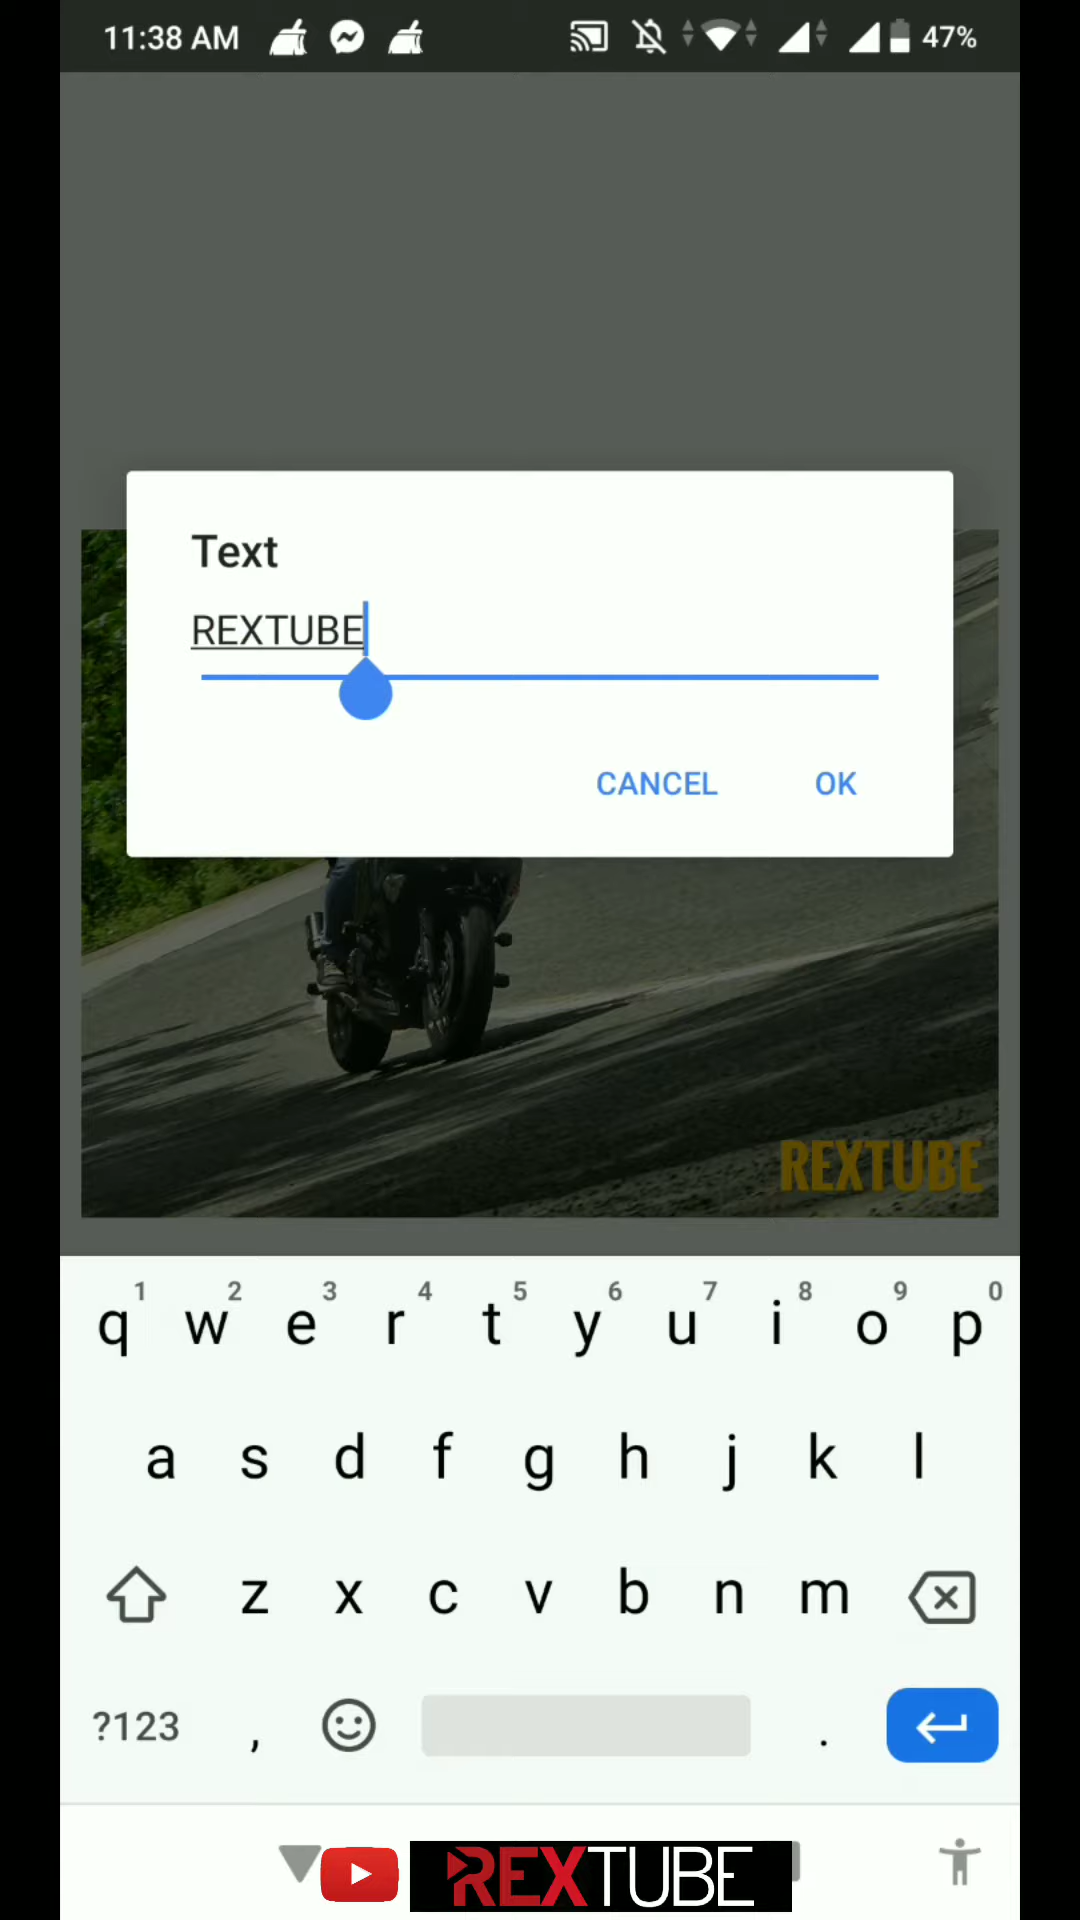 11:38 AM 47%
Text
REXTUBE
CANCEL OK
REXTUBE
1 2 3 4 5 6 7 8 9 0
q w e r t y u i o p
a s d f g h j k l
z x c v b n m
?123 , .
REXTUBE